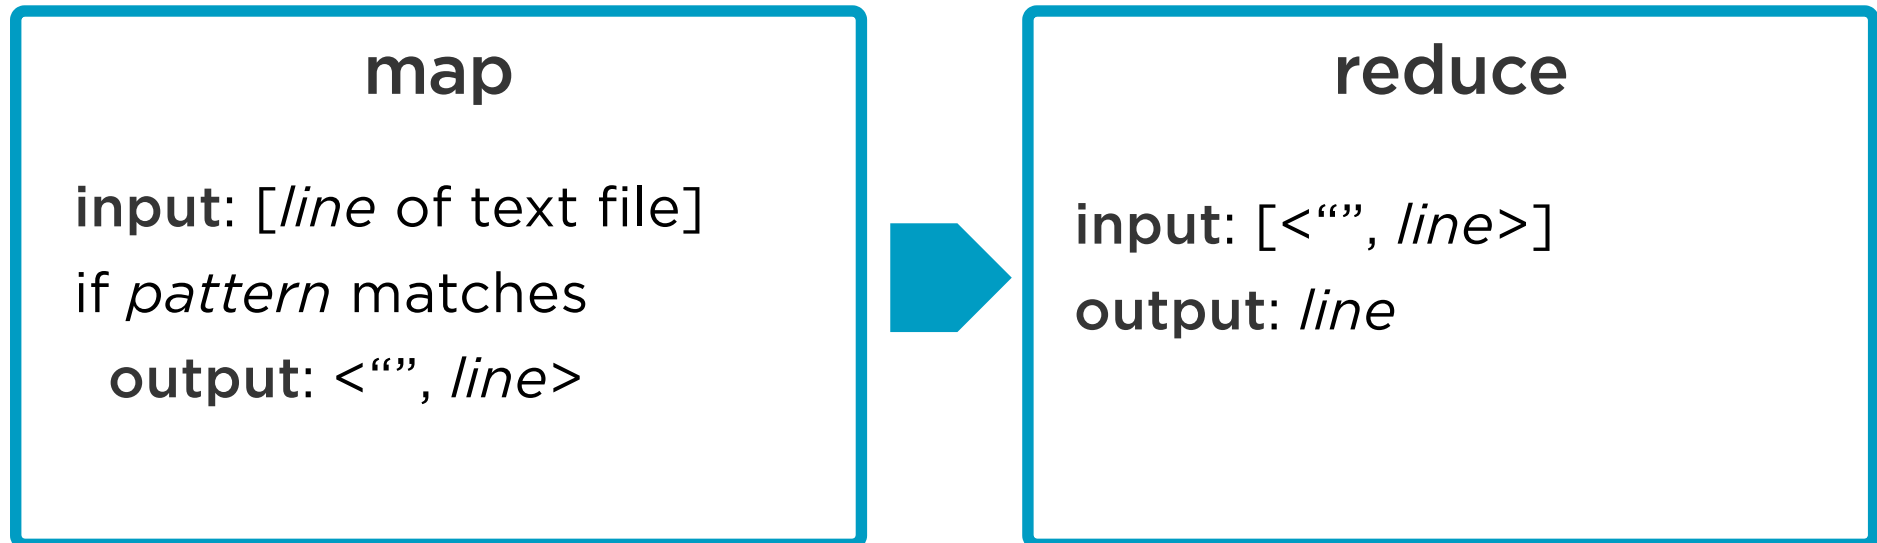 map
input: [line of text file]
if pattern matches
output: <“”, line>
reduce
input: [<“”, line>]
output: line